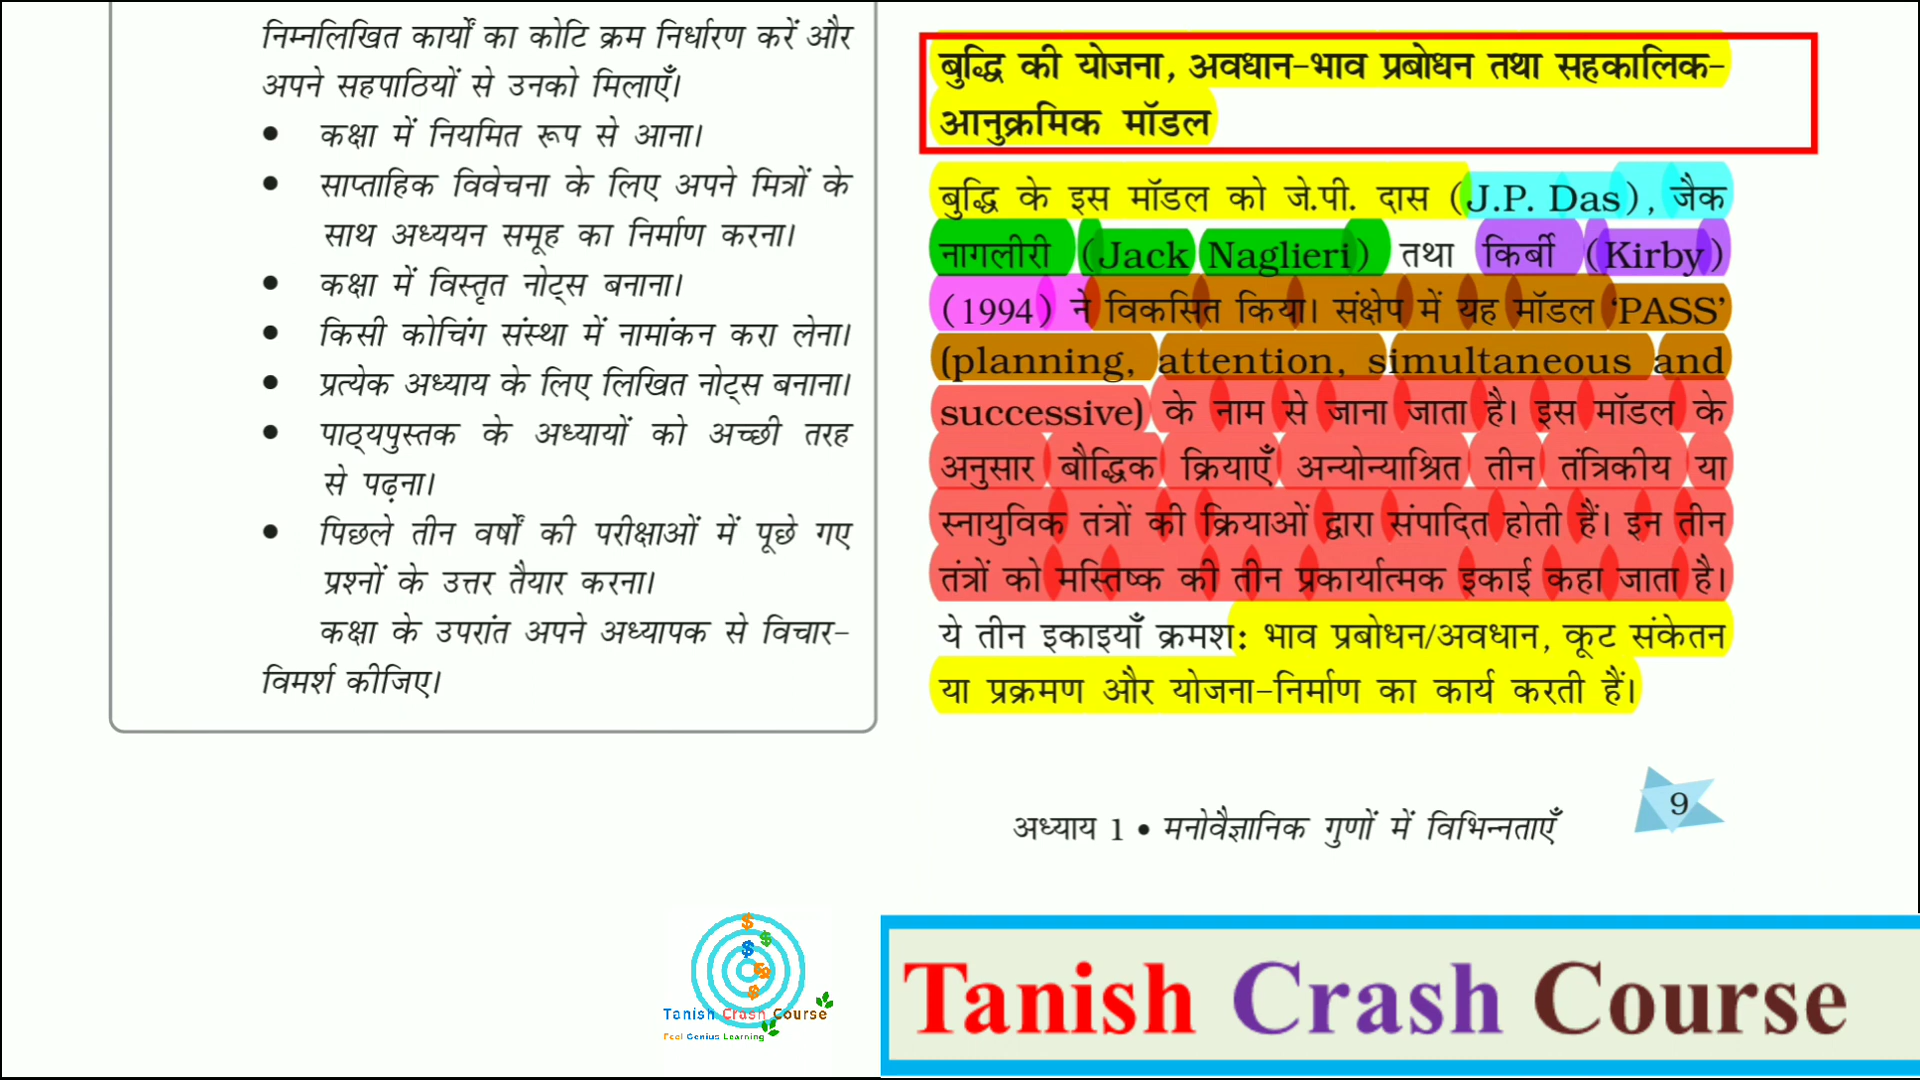 निम्नलिखित कार्यों का कोटि क्रम निर्धारण करें और
अपने सहपाठियों से उनको मिलाएँ।
• कक्षा में नियमित रूप से आना।
• साप्ताहिक विवेचना के लिए अपने मित्रों के
साथ अध्ययन समूह का निर्माण करना।
• कक्षा में विस्तृत नोट्स बनाना।
• किसी कोचिंग संस्था में नामांकन करा लेना।
• प्रत्येक अध्याय के लिए लिखित नोट्स बनाना।
• पाठ्यपुस्तक के अध्यायों को अच्छी तरह
से पढ़ना।
• पिछले तीन वर्षों की परीक्षाओं में पूछे गए
प्रश्नों के उत्तर तैयार करना।
कक्षा के उपरांत अपने अध्यापक से विचार-
विमर्श कीजिए।
बुद्धि की योजना, अवधान-भाव प्रबोधन तथा सहकालिक-
आनुक्रमिक मॉडल
बुद्धि के इस मॉडल को जे.पी. दास (J.P. Das), जैक
नागलीरी (Jack Naglieri) तथा किर्बी (Kirby)
(1994) ने विकसित किया। संक्षेप में यह मॉडल ‘PASS’
(planning, attention, simultaneous and
successive) के नाम से जाना जाता है। इस मॉडल के
अनुसार बौद्धिक क्रियाएँ अन्योन्याश्रित तीन तंत्रिकीय या
स्नायुविक तंत्रों की क्रियाओं द्वारा संपादित होती हैं। इन तीन
तंत्रों को मस्तिष्क की तीन प्रकार्यात्मक इकाई कहा जाता है।
ये तीन इकाइयाँ क्रमश: भाव प्रबोधन/अवधान, कूट संकेतन
या प्रक्रमण और योजना-निर्माण का कार्य करती हैं।
अध्याय 1 • मनोवैज्ञानिक गुणों में विभिन्नताएँ
9
Tanish Crash Course
Feel Genius Learning
Tanish Crash Course